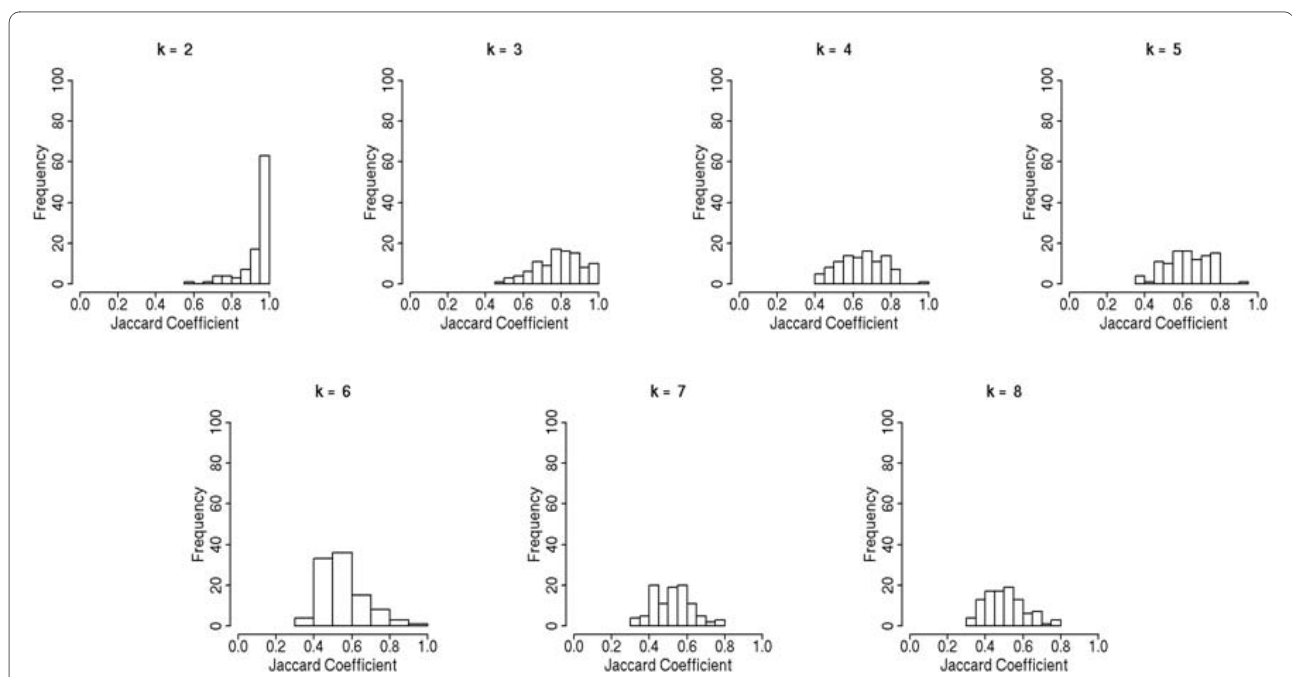 k = 2
k = 3
k = 4
k = 5
Frequency
0 20 40 60 80 100
0.0 0.2 0.4 0.6 0.8 1.0
Jaccard Coefficient
Frequency
0 20 40 60 80 100
0.0 0.2 0.4 0.6 0.8 1.0
Jaccard Coefficient
Frequency
0 20 40 60 80 100
0.0 0.2 0.4 0.6 0.8 1.0
Jaccard Coefficient
Frequency
0 20 40 60 80 100
0.0 0.2 0.4 0.6 0.8 1.0
Jaccard Coefficient
k = 6
k = 7
k = 8
Frequency
0 20 40 60 80 100
0.0 0.2 0.4 0.6 0.8 1.0
Jaccard Coefficient
Frequency
0 20 40 60 80 100
0.0 0.2 0.4 0.6 0.8 1.0
Jaccard Coefficient
Frequency
0 20 40 60 80 100
0.0 0.2 0.4 0.6 0.8 1.0
Jaccard Coefficient